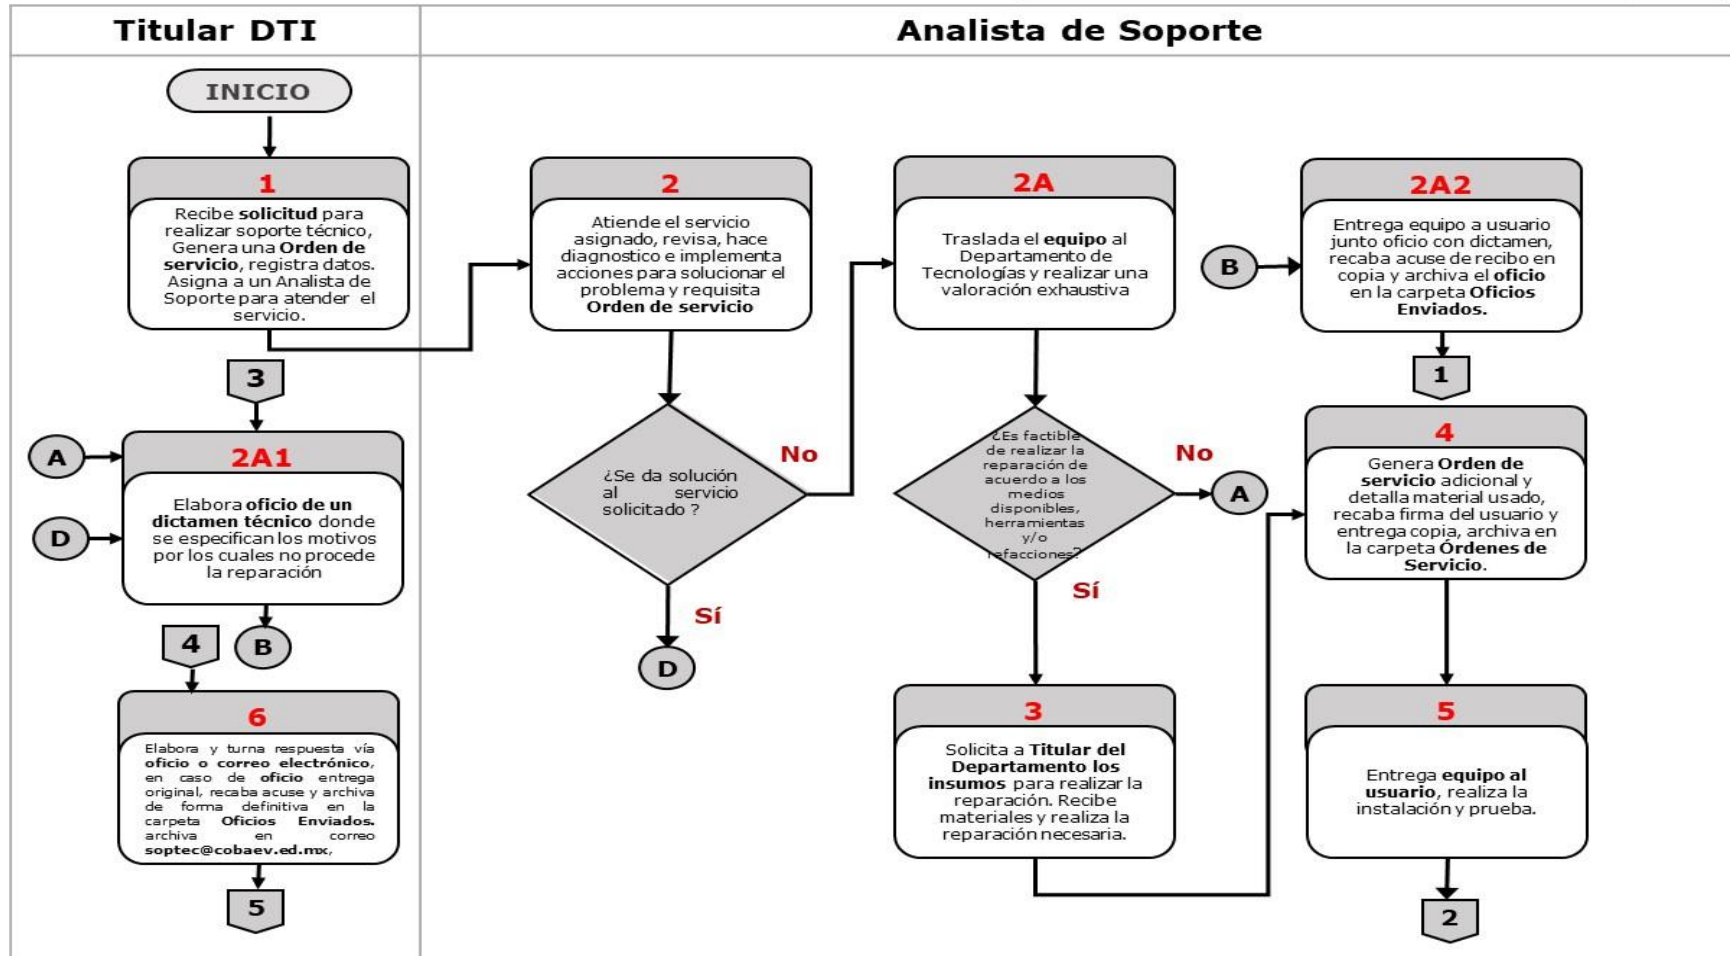 Titular DTI
Analista de Soporte
INICIO
1
Recibe solicitud para
realizar soporte técnico,
Genera una Orden de
servicio, registra datos.
Asigna a un Analista de
Soporte para atender el
servicio.
2
Atiende el servicio
asignado, revisa, hace
diagnostico e implementa
acciones para solucionar el
problema y requisita
Orden de servicio
2A
Traslada el equipo al
Departamento de
Tecnologías y realizar una
valoración exhaustiva
2A2
Entrega equipo a usuario
junto oficio con dictamen,
recaba acuse de recibo en
copia y archiva el oficio
en la carpeta Oficios
Enviados.
B
1
3
A
D
2A1
Elabora oficio de un
dictamen técnico donde
se especifican los motivos
por los cuales no procede
la reparación
B
¿Se da solución
al servicio
solicitado ?
No
Sí
D
¿Es factible
de realizar la
reparación de
acuerdo a los
medios
disponibles,
herramientas
y/o
refacciones?
No
A
Sí
4
Genera Orden de
servicio adicional y
detalla material usado,
recaba firma del usuario y
entrega copia, archiva en
la carpeta Órdenes de
Servicio.
4
6
Elabora y turna respuesta vía
oficio o correo electrónico,
en caso de oficio entrega
original, recaba acuse y archiva
de forma definitiva en la
carpeta Oficios Enviados.
archiva en correo
soptec@cobaev.ed.mx,
5
3
Solicita a Titular del
Departamento los
insumos para realizar la
reparación. Recibe
materiales y realiza la
reparación necesaria.
5
Entrega equipo al
usuario, realiza la
instalación y prueba.
2